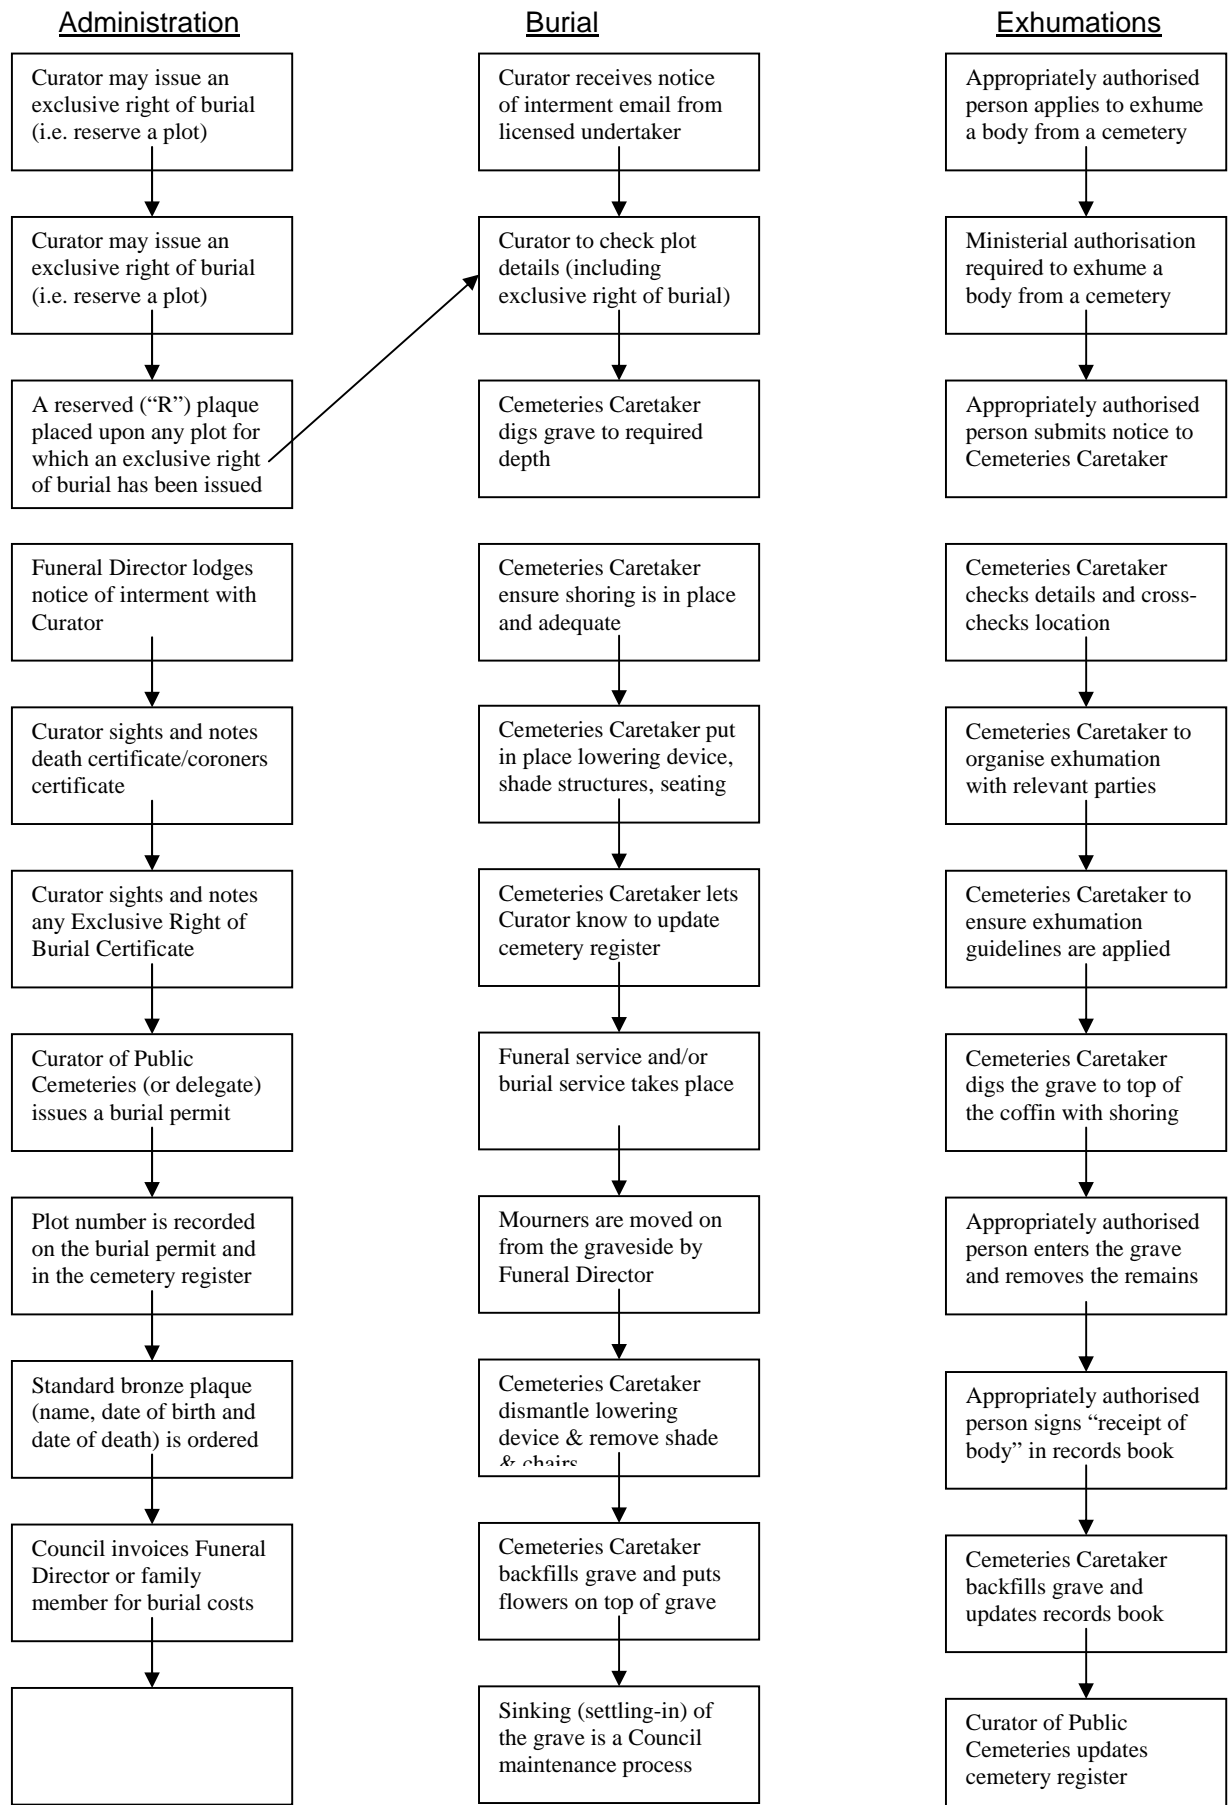 Administration
Curator may issue an
exclusive right of burial
(i.e. reserve a plot)
Curator may issue an
exclusive right of burial
(i.e. reserve a plot)
A reserved (“R”) plaque
placed upon any plot for
which an exclusive right
of burial has been issued
Funeral Director lodges
notice of interment with
Curator
Curator sights and notes
death certificate/coroners
certificate
Curator sights and notes
any Exclusive Right of
Burial Certificate
Curator of Public
Cemeteries (or delegate)
issues a burial permit
Plot number is recorded
on the burial permit and
in the cemetery register
Standard bronze plaque
(name, date of birth and
date of death) is ordered
Council invoices Funeral
Director or family
member for burial costs
Burial
Curator receives notice
of interment email from
licensed undertaker
Curator to check plot
details (including
exclusive right of burial)
Cemeteries Caretaker
digs grave to required
depth
Cemeteries Caretaker
ensure shoring is in place
and adequate
Cemeteries Caretaker put
in place lowering device,
shade structures, seating
Cemeteries Caretaker lets
Curator know to update
cemetery register
Funeral service and/or
burial service takes place
Mourners are moved on
from the graveside by
Funeral Director
Cemeteries Caretaker
dismantle lowering
device & remove shade
& chairs
Cemeteries Caretaker
backfills grave and puts
flowers on top of grave
Sinking (settling-in) of
the grave is a Council
maintenance process
Exhumations
Appropriately authorised
person applies to exhume
a body from a cemetery
Ministerial authorisation
required to exhume a
body from a cemetery
Appropriately authorised
person submits notice to
Cemeteries Caretaker
Cemeteries Caretaker
checks details and cross-
checks location
Cemeteries Caretaker to
organise exhumation
with relevant parties
Cemeteries Caretaker to
ensure exhumation
guidelines are applied
Cemeteries Caretaker
digs the grave to top of
the coffin with shoring
Appropriately authorised
person enters the grave
and removes the remains
Appropriately authorised
person signs “receipt of
body” in records book
Cemeteries Caretaker
backfills grave and
updates records book
Curator of Public
Cemeteries updates
cemetery register